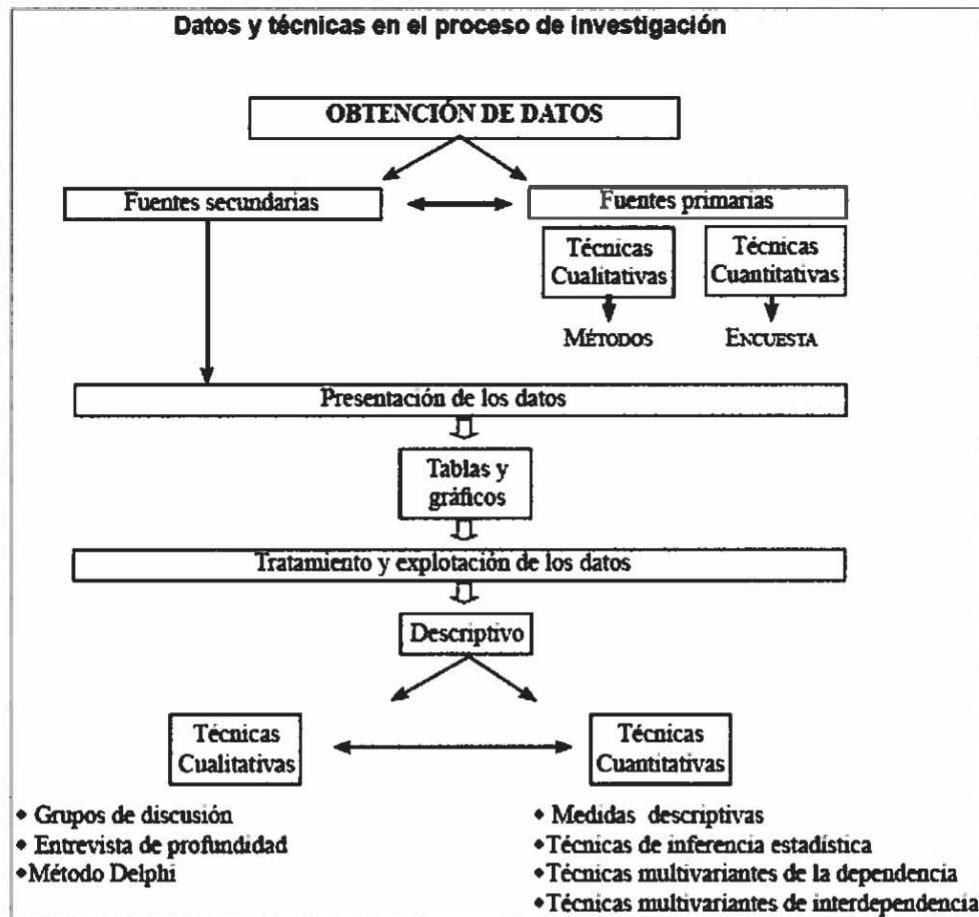 Datos y técnicas en el proceso de investigación
OBTENCIÓN DE DATOS
Fuentes secundarias
Fuentes primarias
Técnicas
Cualitativas
Técnicas
Cuantitativas
MÉTODOS
ENCUESTA
Presentación de los datos
Tablas y
gráficos
Tratamiento y explotación de los datos
Descriptivo
Técnicas
Cualitativas
Técnicas
Cuantitativas
◆ Grupos de discusión
◆ Entrevista de profundidad
◆Método Delphi
◆ Medidas descriptivas
◆Técnicas de inferencia estadística
◆Técnicas multivariantes de la dependencia
◆Técnicas multivariantes de interdependencia